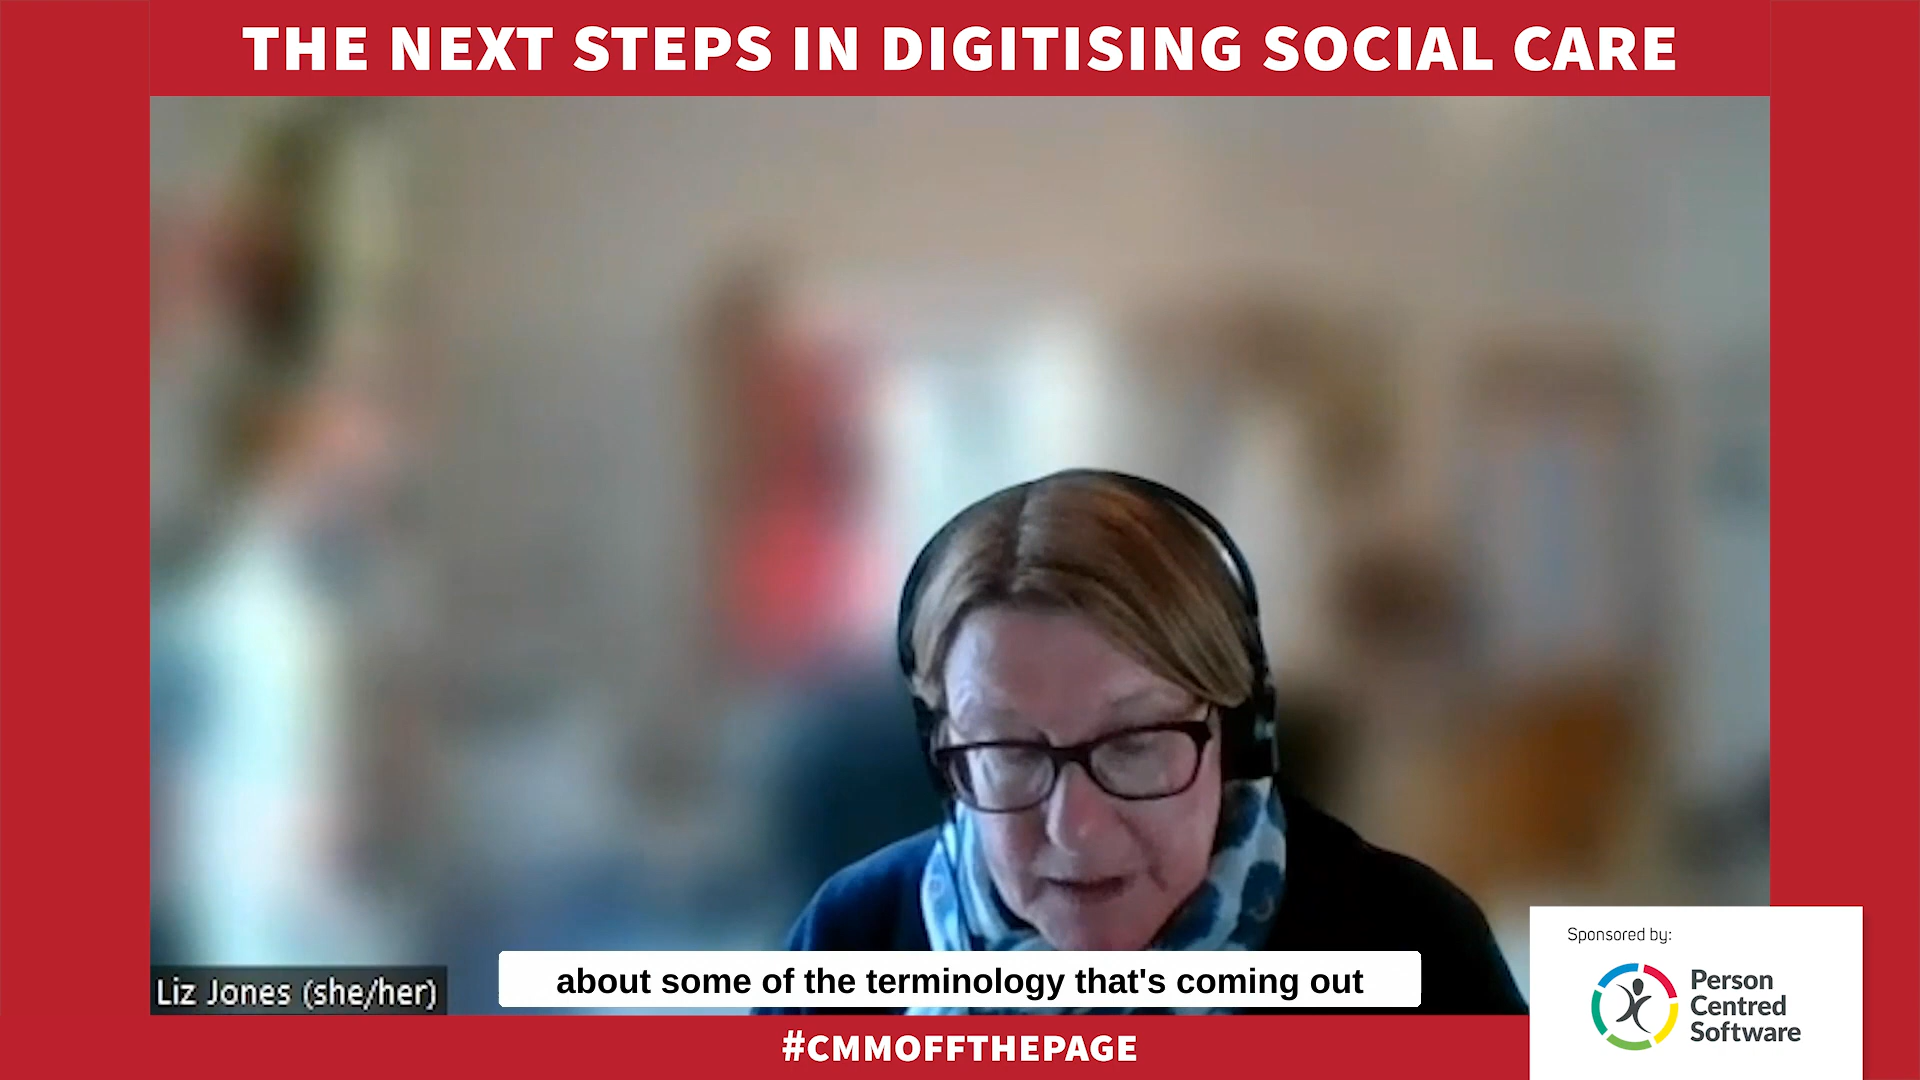 THE NEXT STEPS IN DIGITISING SOCIAL CARE
Liz Jones (she/her)
about some of the terminology that's coming out
Sponsored by:
Person
Centred
Software
#CMMOFFTHEPAGE